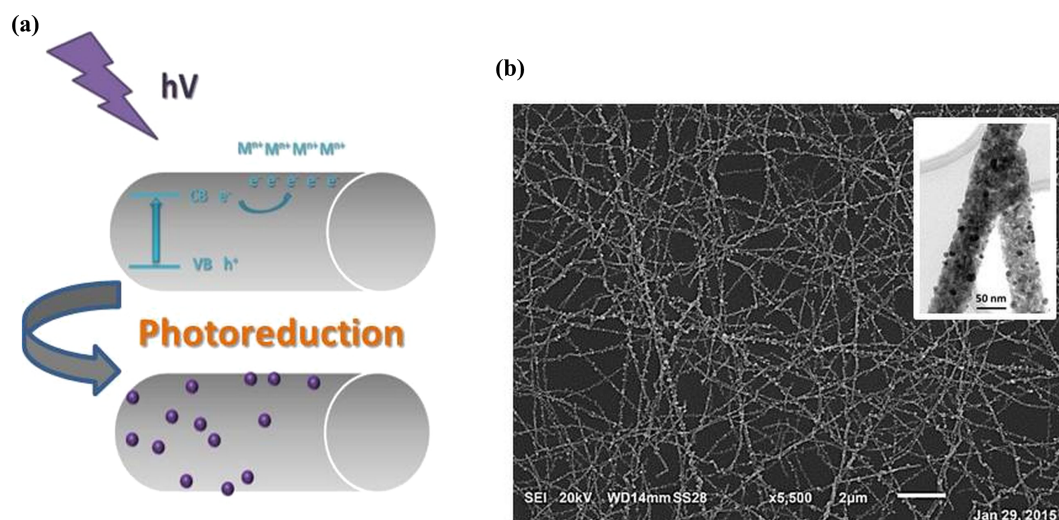 (a)
hV
Mⁿ⁺ Mⁿ⁺ Mⁿ⁺ Mⁿ⁺
e⁻ e⁻ e⁻ e⁻ e⁻
CB e⁻
VB h⁺
Photoreduction
(b)
50 nm
SEI 20kV WD14mm SS28 x5,500 2μm
Jan 29, 2015